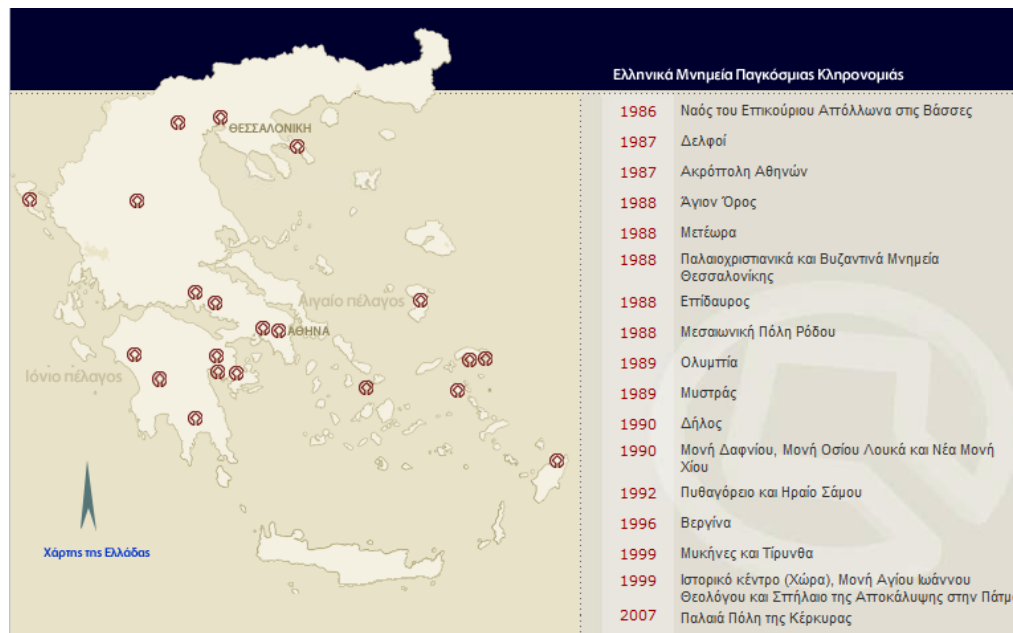 Ελληνικά Μνημεία Παγκόσμιας Κληρονομιάς
ΘΕΣΣΑΛΟΝΙΚΗ
Αιγαίο πέλαγος
ΑΘΗΝΑ
Ιόνιο πέλαγος
Χάρτης της Ελλάδας
1986 Ναός του Επικούριου Απόλλωνα στις Βάσσες
1987 Δελφοί
1987 Ακρόπολη Αθηνών
1988 Άγιον Όρος
1988 Μετέωρα
1988 Παλαιοχριστιανικά και Βυζαντινά Μνημεία
Θεσσαλονίκης
1988 Επίδαυρος
1988 Μεσαιωνική Πόλη Ρόδου
1989 Ολυμπία
1989 Μυστράς
1990 Δήλος
1990 Μονή Δαφνίου, Μονή Οσίου Λουκά και Νέα Μονή
Χίου
1992 Πυθαγόρειο και Ηραίο Σάμου
1996 Βεργίνα
1999 Μυκήνες και Τίρυνθα
1999 Ιστορικό κέντρο (Χώρα), Μονή Αγίου Ιωάννου
Θεολόγου και Σπήλαιο της Αποκάλυψης στην Πάτμ
2007 Παλαιά Πόλη της Κέρκυρας